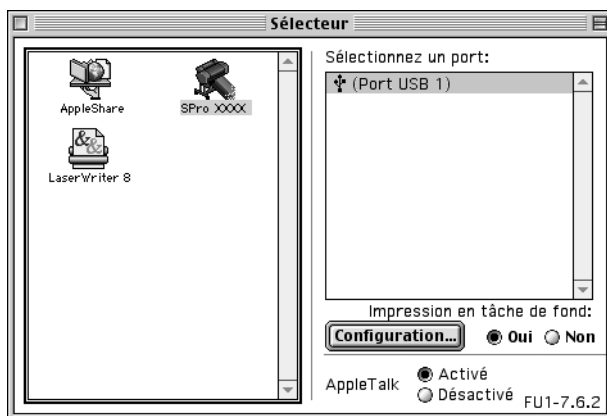 Sélecteur
AppleShare
SPro XXXX
LaserWriter 8
Sélectionnez un port:
(Port USB 1)
Impression en tâche de fond:
Configuration... Oui Non
AppleTalk Activé
Désactivé
FU1-7.6.2